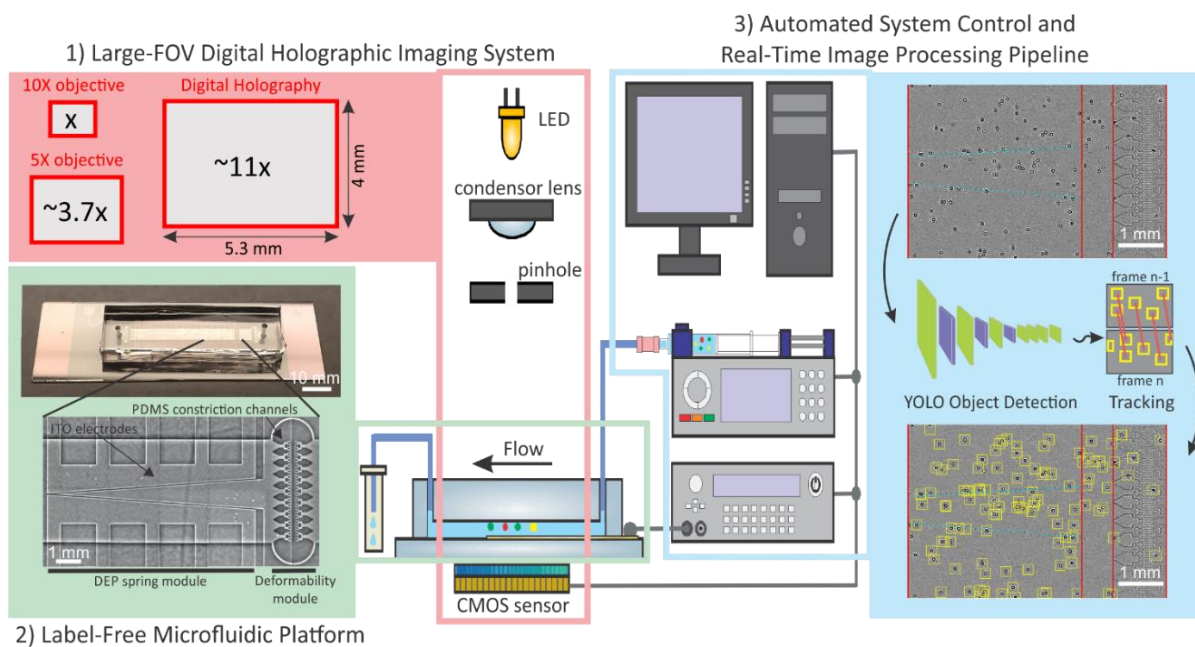 1) Large-FOV Digital Holographic Imaging System
10X objective
x
5X objective
~3.7x
Digital Holography
~11x
4 mm
5.3 mm
LED
condensor lens
pinhole
3) Automated System Control and
Real-Time Image Processing Pipeline
1 mm
frame n-1
frame n
YOLO Object Detection
Tracking
1 mm
10 mm
PDMS constriction channels
ITO electrodes
1 mm
DEP spring module
Deformability
module
Flow
CMOS sensor
2) Label-Free Microfluidic Platform